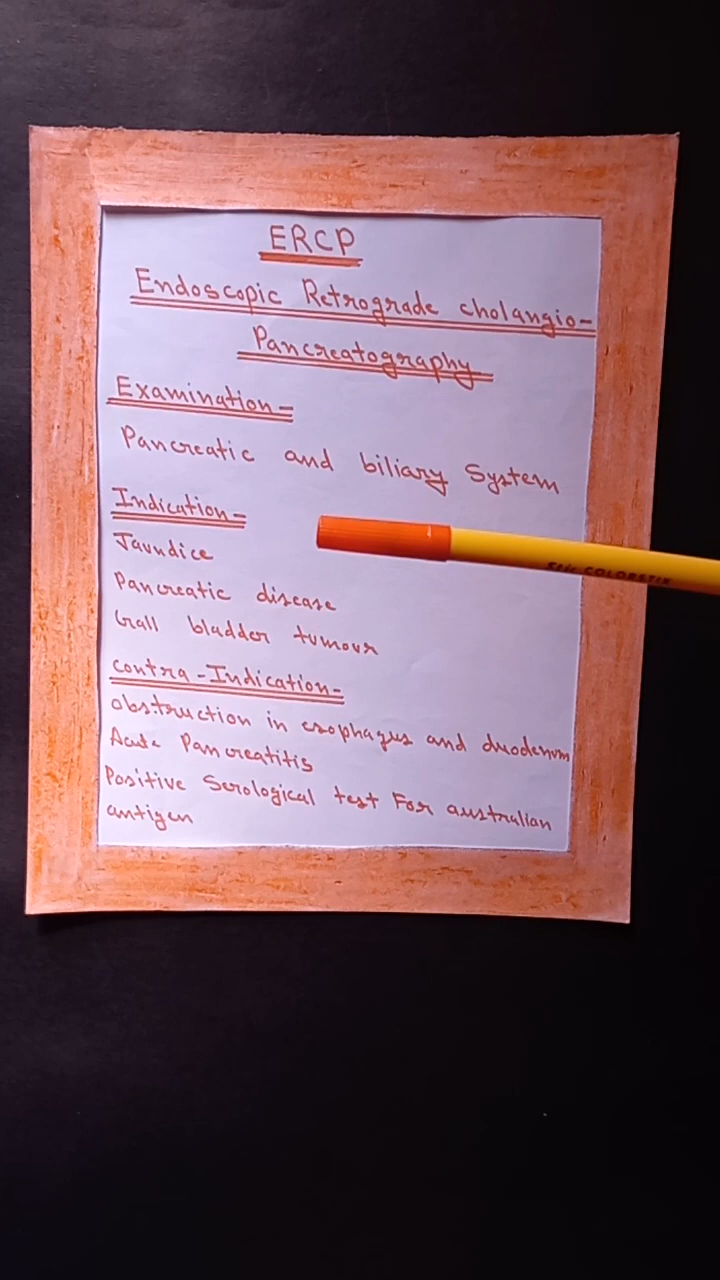 ERCP
Endoscopic Retrograde cholangio-
Pancreatography
Examination-
Pancreatic and biliary System
Indication-
Jaundice
Pancreatic disease
Gall bladder tumour
contra-Indication-
obstruction in esophagus and duodenum
Acute Pancreatitis
Positive Serological test For australian
antigen